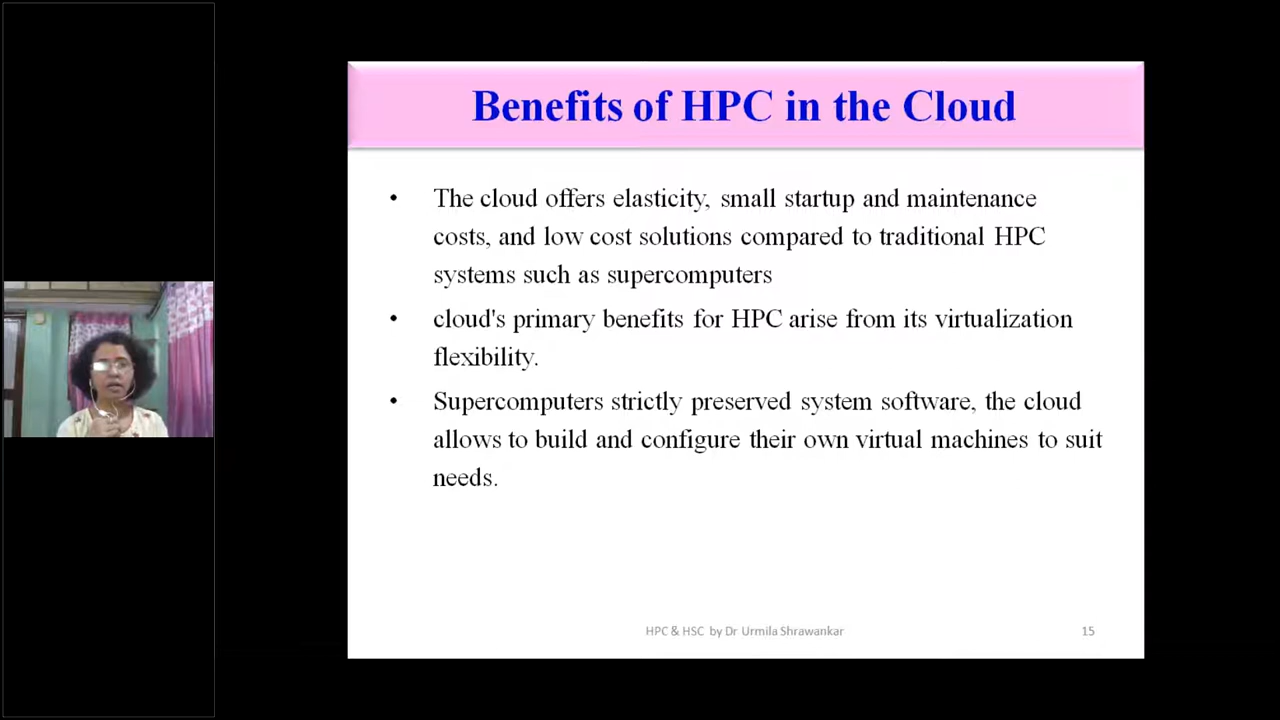 Benefits of HPC in the Cloud
• The cloud offers elasticity, small startup and maintenance
costs, and low cost solutions compared to traditional HPC
systems such as supercomputers
• cloud's primary benefits for HPC arise from its virtualization
flexibility.
• Supercomputers strictly preserved system software, the cloud
allows to build and configure their own virtual machines to suit
needs.
HPC & HSC by Dr Urmila Shrawankar 15